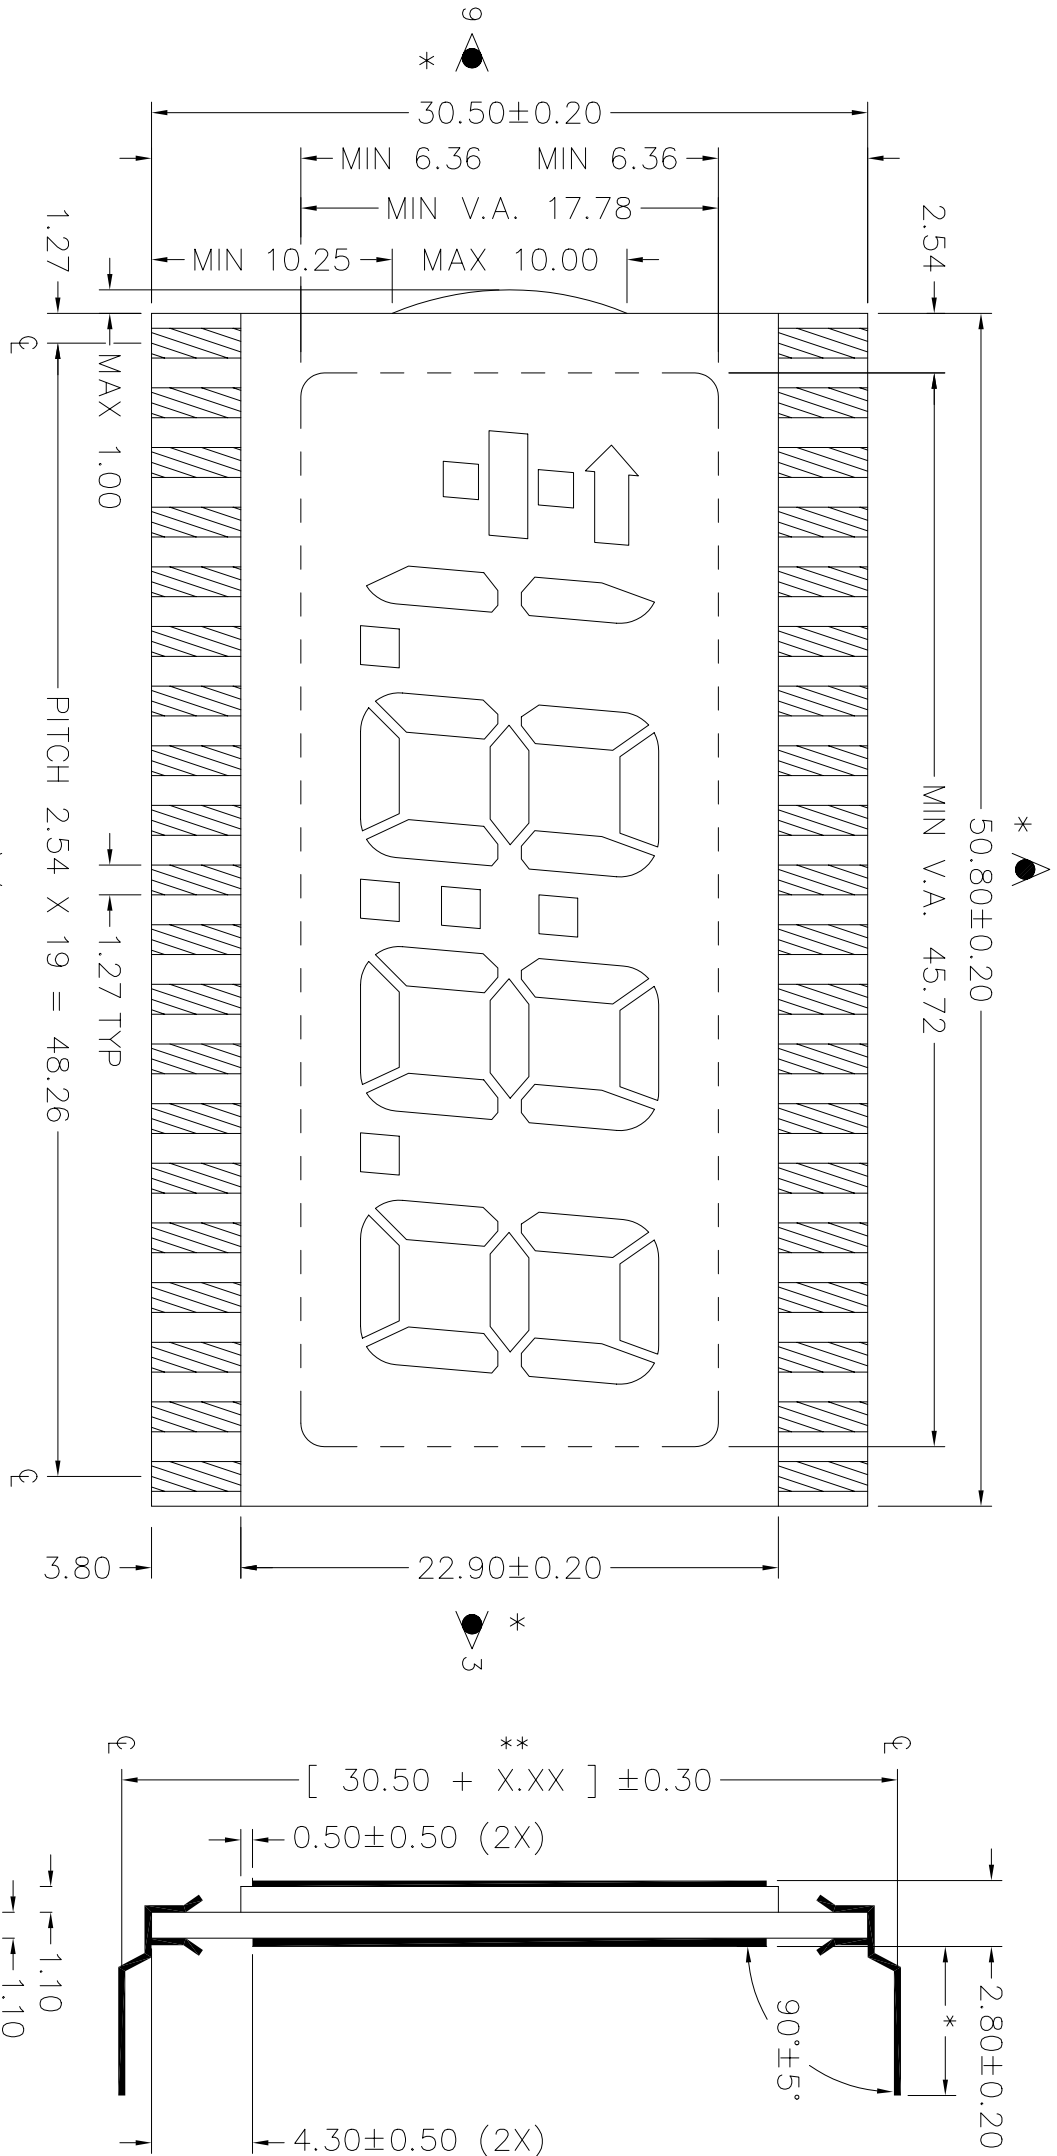 9
*
30.50±0.20
MIN 6.36 MIN 6.36
MIN V.A. 17.78
MIN 10.25 MAX 10.00
1.27
2.54
MAX 1.00
℄
PITCH 2.54 X 19 = 48.26
1.27 TYP
℄
MIN V.A. 45.72
50.80±0.20
*
3.80
22.90±0.20
*
3
℄
**
℄
[ 30.50 + X.XX ] ±0.30
0.50±0.50 (2X)
1.10
1.10
90°±5°
*
2.80±0.20
4.30±0.50 (2X)